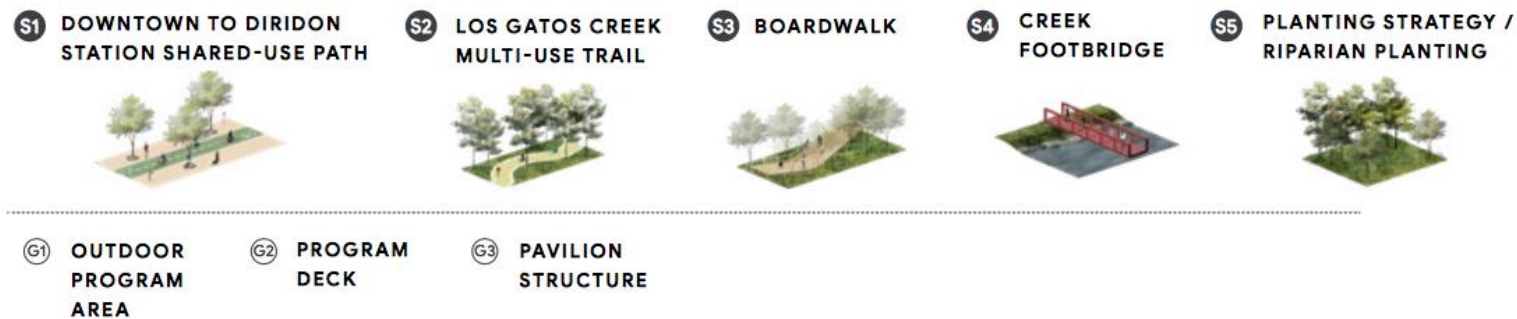 S1 DOWNTOWN TO DIRIDON
STATION SHARED-USE PATH
S2 LOS GATOS CREEK
MULTI-USE TRAIL
S3 BOARDWALK
S4 CREEK
FOOTBRIDGE
S5 PLANTING STRATEGY /
RIPARIAN PLANTING
G1 OUTDOOR
PROGRAM
AREA
G2 PROGRAM
DECK
G3 PAVILION
STRUCTURE